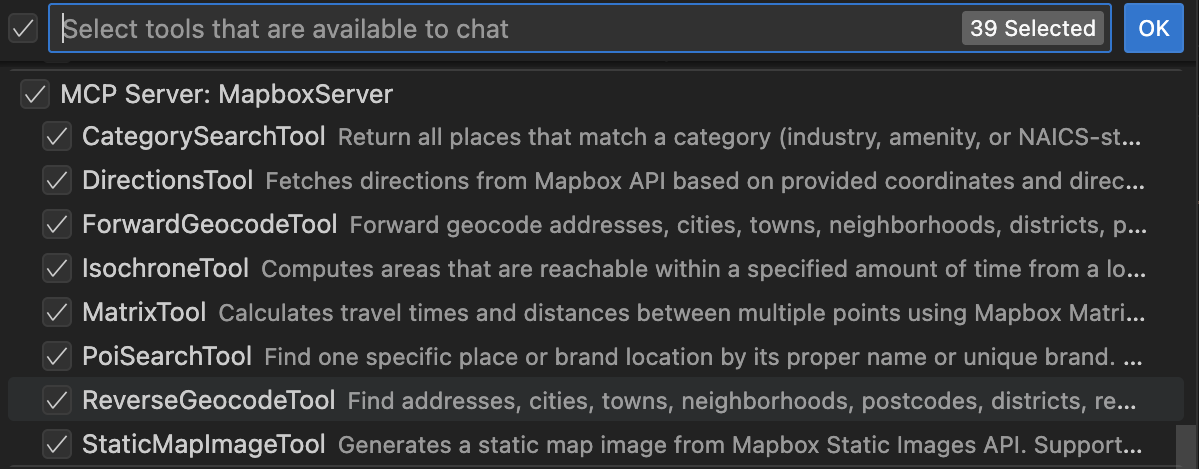 Select tools that are available to chat 39 Selected OK
MCP Server: MapboxServer
CategorySearchTool Return all places that match a category (industry, amenity, or NAICS-st...
DirectionsTool Fetches directions from Mapbox API based on provided coordinates and direc...
ForwardGeocodeTool Forward geocode addresses, cities, towns, neighborhoods, districts, p...
IsochroneTool Computes areas that are reachable within a specified amount of time from a lo...
MatrixTool Calculates travel times and distances between multiple points using Mapbox Matri...
PoiSearchTool Find one specific place or brand location by its proper name or unique brand. ...
ReverseGeocodeTool Find addresses, cities, towns, neighborhoods, postcodes, districts, re...
StaticMapImageTool Generates a static map image from Mapbox Static Images API. Support...